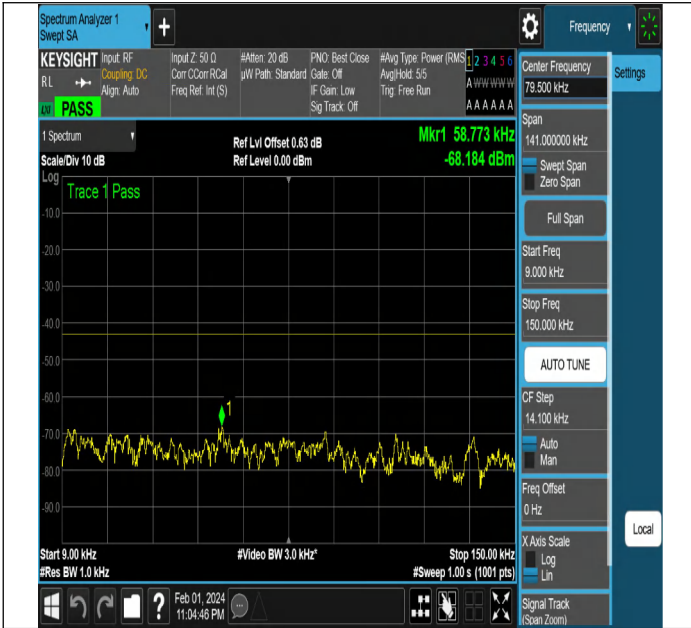 Spectrum Analyzer 1
Swept SA
+
Frequency
KEYSIGHT
RL
Input: RF
Coupling: DC
Align: Auto
Input Z: 50 Ω
Corr CCorr RCal
Freq Ref: Int (S)
#Atten: 20 dB
µW Path: Standard
PNO: Best Close
Gate: Off
IF Gain: Low
Sig Track: Off
#Avg Type: Power (RMS
Avg|Hold: 5/5
Trig: Free Run
1 2 3 4 5 6
A W W W W W
A A A A A A
LXI PASS
1 Spectrum
Scale/Div 10 dB
Ref Lvl Offset 0.63 dB
Ref Level 0.00 dBm
Mkr1 58.773 kHz
-68.184 dBm
Log
Trace 1 Pass
-10.0
-20.0
-30.0
-40.0
-50.0
-60.0
-70.0
-80.0
-90.0
1
Start 9.00 kHz
#Res BW 1.0 kHz
#Video BW 3.0 kHz*
Stop 150.00 kHz
#Sweep 1.00 s (1001 pts)
Center Frequency
79.500 kHz
Settings
Span
141.000000 kHz
Swept Span
Zero Span
Full Span
Start Freq
9.000 kHz
Stop Freq
150.000 kHz
AUTO TUNE
CF Step
14.100 kHz
Auto
Man
Freq Offset
0 Hz
X Axis Scale
Log
Lin
Local
Signal Track
(Span Zoom)
?
Feb 01, 2024
11:04:46 PM